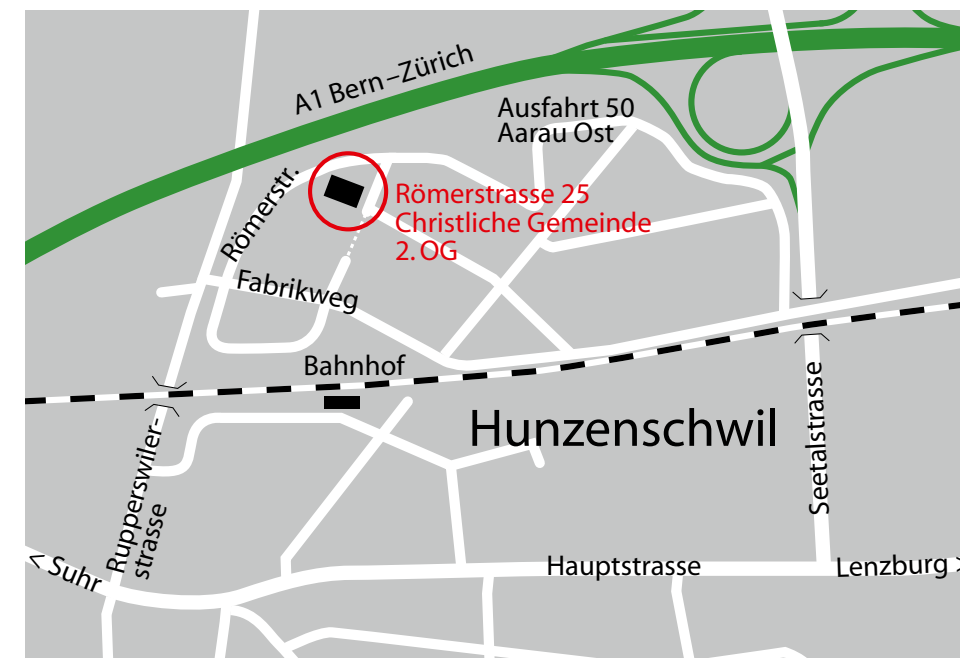 A1 Bern–Zürich
Ausfahrt 50
Aarau Ost
Römerstr.
Römerstrasse 25
Christliche Gemeinde
2. OG
Fabrikweg
Bahnhof
Hunzenschwil
Rupperswiler-
strasse
Seetalstrasse
< Suhr
Hauptstrasse
Lenzburg >